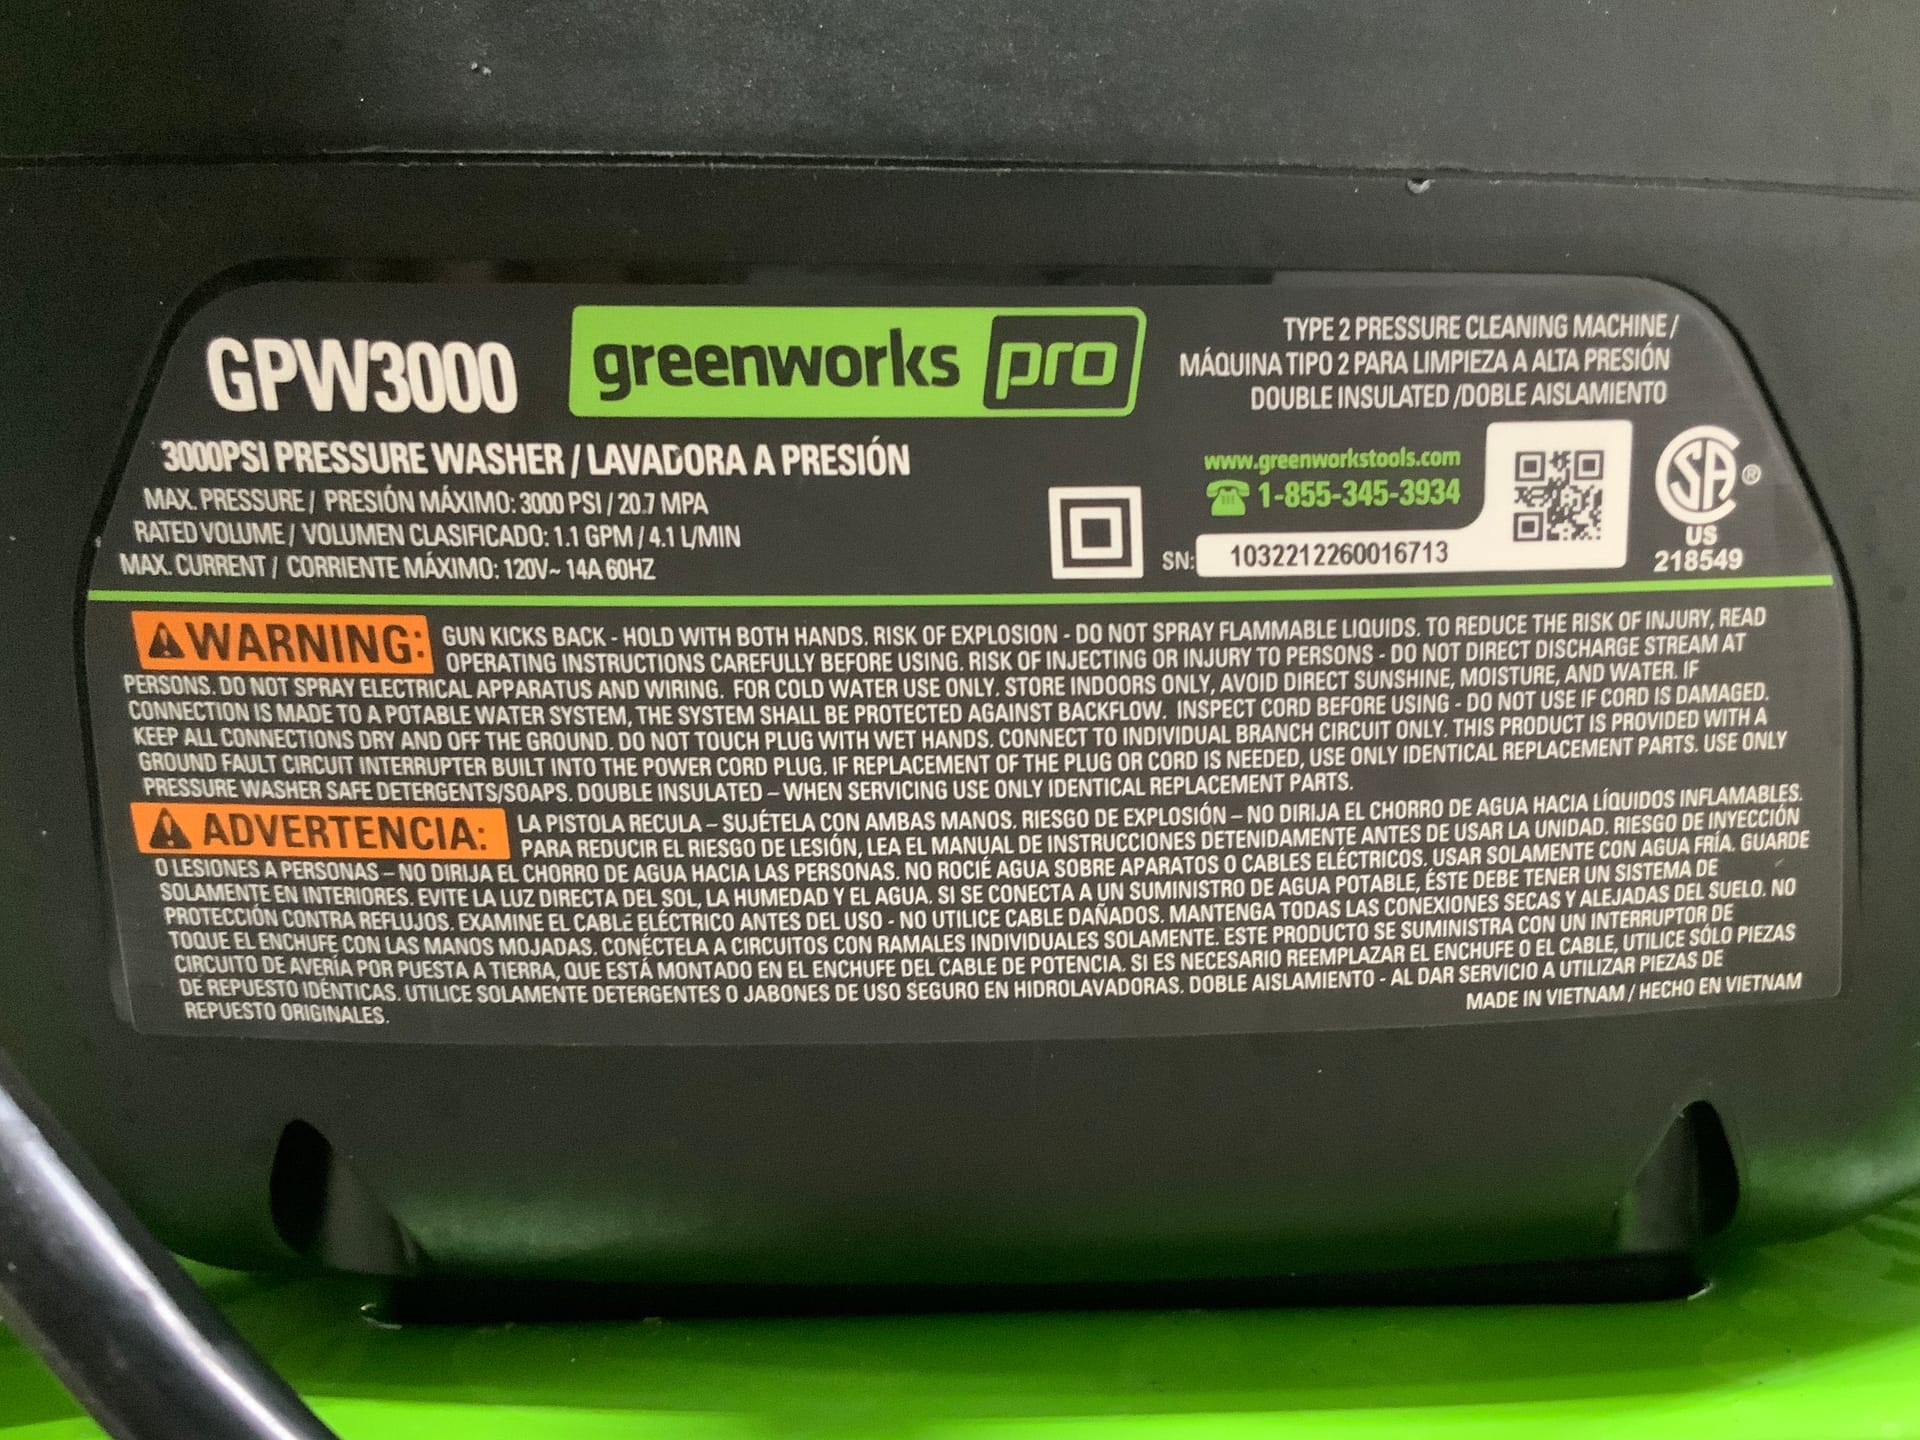 GPW3000
greenworks pro
TYPE 2 PRESSURE CLEANING MACHINE /
MÁQUINA TIPO 2 PARA LIMPIEZA A ALTA PRESIÓN
DOUBLE INSULATED /DOBLE AISLAMIENTO
3000PSI PRESSURE WASHER / LAVADORA A PRESIÓN
MAX. PRESSURE / PRESIÓN MÁXIMO: 3000 PSI / 20.7 MPA
RATED VOLUME / VOLUMEN CLASIFICADO: 1.1 GPM / 4.1 L/MIN
MAX. CURRENT / CORRIENTE MÁXIMO: 120V~ 14A 60HZ
www.greenworkstools.com
1-855-345-3934
SN: 1032212260016713
SA ®
US
218549
WARNING: GUN KICKS BACK - HOLD WITH BOTH HANDS. RISK OF EXPLOSION - DO NOT SPRAY FLAMMABLE LIQUIDS. TO REDUCE THE RISK OF INJURY, READ
OPERATING INSTRUCTIONS CAREFULLY BEFORE USING. RISK OF INJECTING OR INJURY TO PERSONS - DO NOT DIRECT DISCHARGE STREAM AT
PERSONS. DO NOT SPRAY ELECTRICAL APPARATUS AND WIRING. FOR COLD WATER USE ONLY. STORE INDOORS ONLY, AVOID DIRECT SUNSHINE, MOISTURE, AND WATER. IF
CONNECTION IS MADE TO A POTABLE WATER SYSTEM, THE SYSTEM SHALL BE PROTECTED AGAINST BACKFLOW. INSPECT CORD BEFORE USING - DO NOT USE IF CORD IS DAMAGED.
KEEP ALL CONNECTIONS DRY AND OFF THE GROUND. DO NOT TOUCH PLUG WITH WET HANDS. CONNECT TO INDIVIDUAL BRANCH CIRCUIT ONLY. THIS PRODUCT IS PROVIDED WITH A
GROUND FAULT CIRCUIT INTERRUPTER BUILT INTO THE POWER CORD PLUG. IF REPLACEMENT OF THE PLUG OR CORD IS NEEDED, USE ONLY IDENTICAL REPLACEMENT PARTS. USE ONLY
PRESSURE WASHER SAFE DETERGENTS/SOAPS. DOUBLE INSULATED – WHEN SERVICING USE ONLY IDENTICAL REPLACEMENT PARTS.
ADVERTENCIA: LA PISTOLA RECULA – SUJÉTELA CON AMBAS MANOS. RIESGO DE EXPLOSIÓN – NO DIRIJA EL CHORRO DE AGUA HACIA LÍQUIDOS INFLAMABLES.
PARA REDUCIR EL RIESGO DE LESIÓN, LEA EL MANUAL DE INSTRUCCIONES DETENIDAMENTE ANTES DE USAR LA UNIDAD. RIESGO DE INYECCIÓN
O LESIONES A PERSONAS – NO DIRIJA EL CHORRO DE AGUA HACIA LAS PERSONAS. NO ROCIÉ AGUA SOBRE APARATOS O CABLES ELÉCTRICOS. USAR SOLAMENTE CON AGUA FRÍA. GUARDE
SOLAMENTE EN INTERIORES. EVITE LA LUZ DIRECTA DEL SOL, LA HUMEDAD Y EL AGUA. SI SE CONECTA A UN SUMINISTRO DE AGUA POTABLE, ÉSTE DEBE TENER UN SISTEMA DE
PROTECCIÓN CONTRA REFLUJOS. EXAMINE EL CABLE ELÉCTRICO ANTES DEL USO - NO UTILICE CABLE DAÑADOS. MANTENGA TODAS LAS CONEXIONES SECAS Y ALEJADAS DEL SUELO. NO
TOQUE EL ENCHUFE CON LAS MANOS MOJADAS. CONÉCTELA A CIRCUITOS CON RAMALES INDIVIDUALES SOLAMENTE. ESTE PRODUCTO SE SUMINISTRA CON UN INTERRUPTOR DE
CIRCUITO DE AVERÍA POR PUESTA A TIERRA, QUE ESTÁ MONTADO EN EL ENCHUFE DEL CABLE DE POTENCIA. SI ES NECESARIO REEMPLAZAR EL ENCHUFE O EL CABLE, UTILICE SÓLO PIEZAS
DE REPUESTO IDÉNTICAS. UTILICE SOLAMENTE DETERGENTES O JABONES DE USO SEGURO EN HIDROLAVADORAS. DOBLE AISLAMIENTO - AL DAR SERVICIO A UTILIZAR PIEZAS DE
REPUESTO ORIGINALES.
MADE IN VIETNAM / HECHO EN VIETNAM